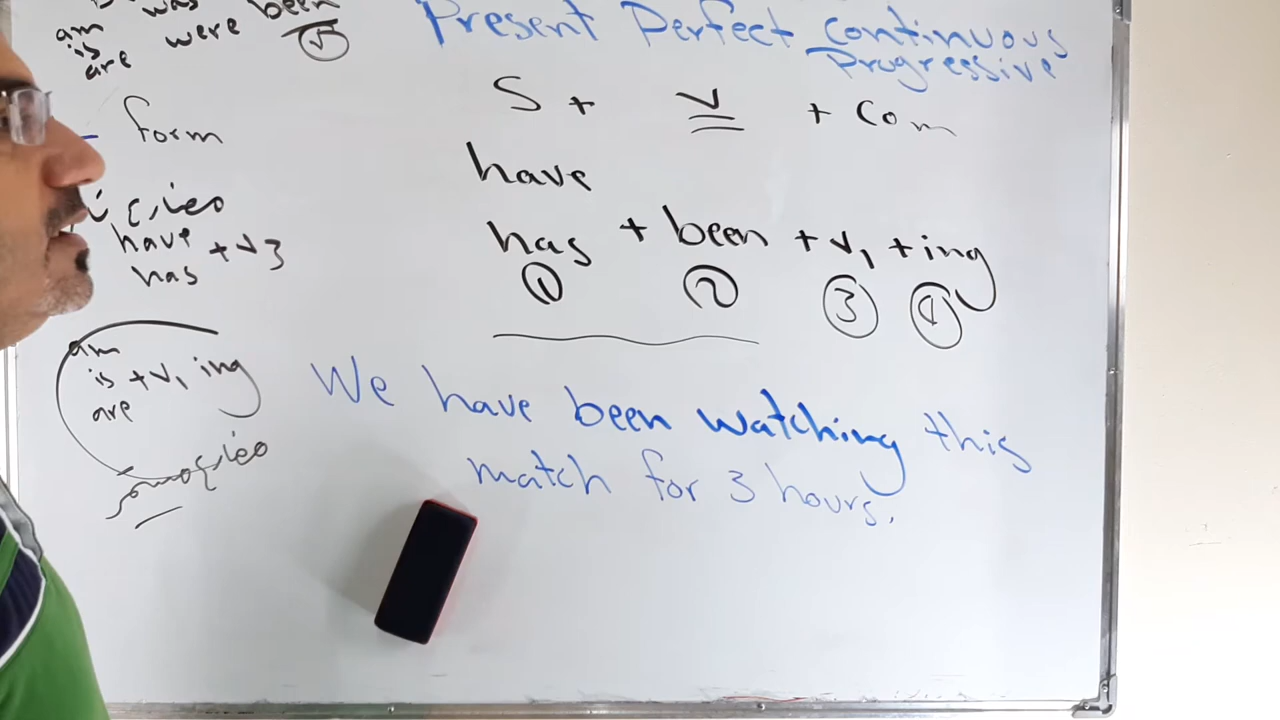 was been
am
is were
are
Present Perfect continuous
Progressive
S + V + Com
form
have
have
has + V3
has + been + V1 + ing
1 2 3 4
am
is + V1 ing
are
We have been watching this
match for 3 hours.